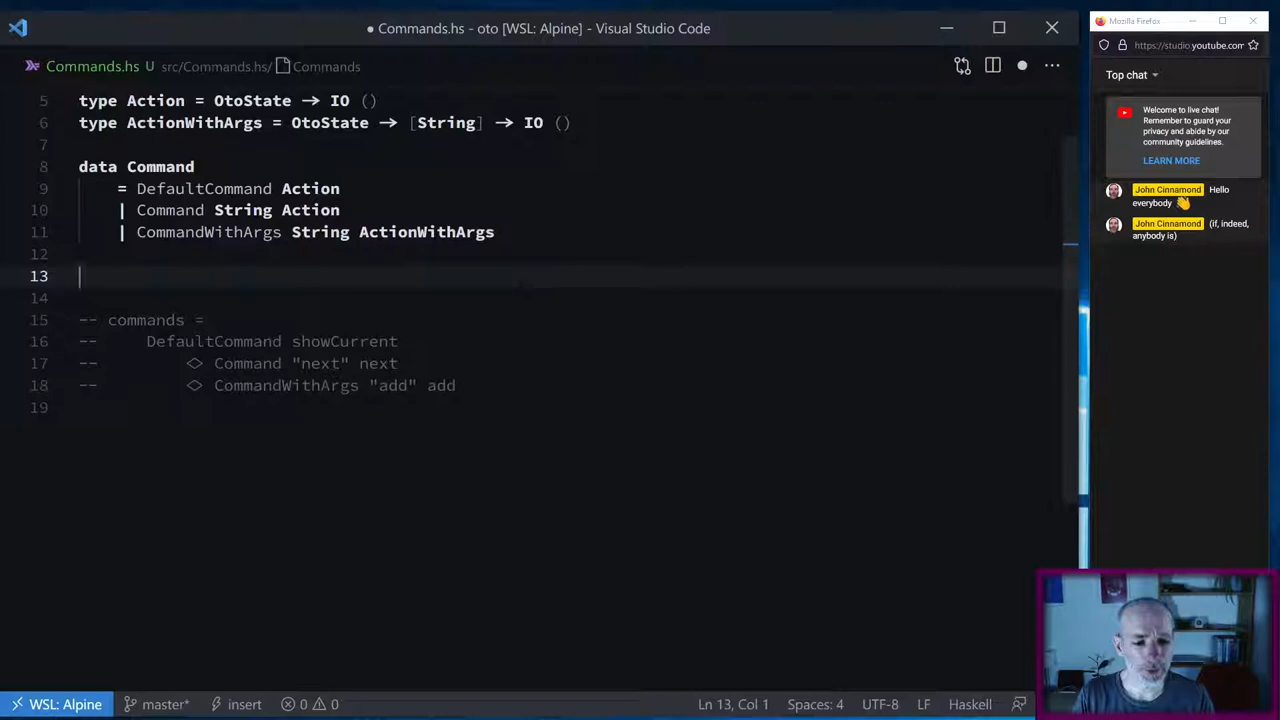 ● Commands.hs - oto [WSL: Alpine] - Visual Studio Code
Commands.hs U src/Commands.hs/ Commands
5 type Action = OtoState → IO ()
6 type ActionWithArgs = OtoState → [String] → IO ()
7
8 data Command
9 = DefaultCommand Action
10 | Command String Action
11 | CommandWithArgs String ActionWithArgs
12
13
14
15 -- commands =
16 -- DefaultCommand showCurrent
17 -- <> Command "next" next
18 -- <> CommandWithArgs "add" add
19
WSL: Alpine master* insert 0 0 Ln 13, Col 1 Spaces: 4 UTF-8 LF Haskell
Mozilla Firefox
https://studio.youtube.com
Top chat
Welcome to live chat!
Remember to guard your
privacy and abide by our
community guidelines.
LEARN MORE
John Cinnamond Hello
everybody 👋
John Cinnamond (if, indeed,
anybody is)